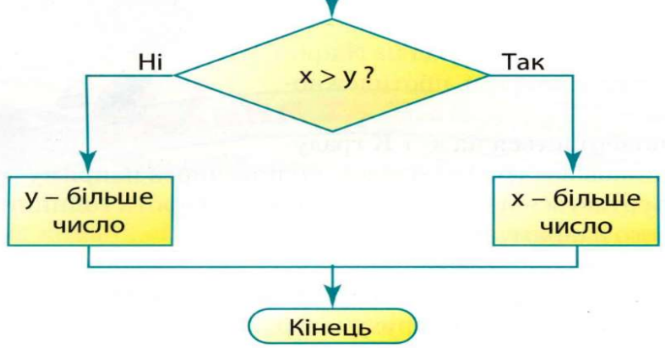 Ні
x > y ?
Так
y – більше
число
x – більше
число
Кінець